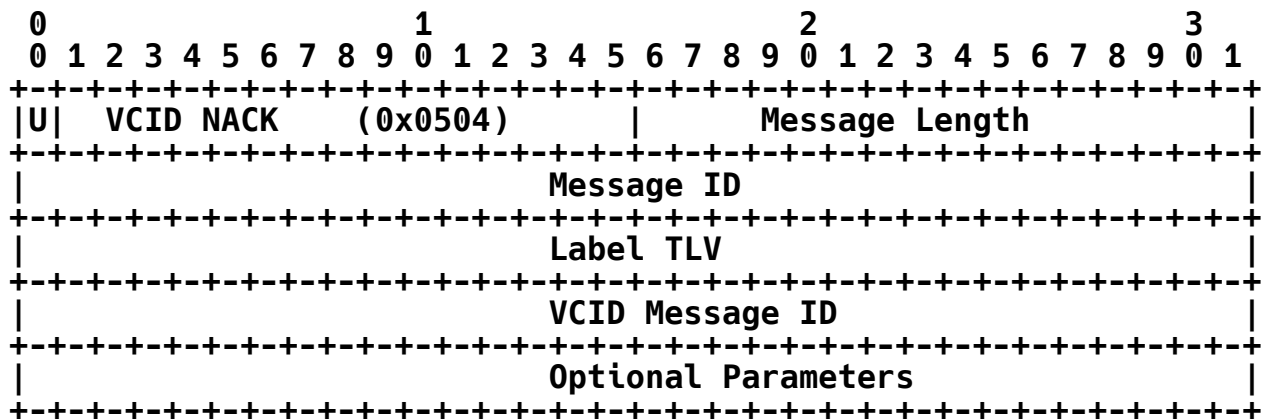 0                   1                   2                   3
 0 1 2 3 4 5 6 7 8 9 0 1 2 3 4 5 6 7 8 9 0 1 2 3 4 5 6 7 8 9 0 1
+-+-+-+-+-+-+-+-+-+-+-+-+-+-+-+-+-+-+-+-+-+-+-+-+-+-+-+-+-+-+-+-+
|U|  VCID NACK    (0x0504)      |      Message Length           |
+-+-+-+-+-+-+-+-+-+-+-+-+-+-+-+-+-+-+-+-+-+-+-+-+-+-+-+-+-+-+-+-+
|                           Message ID                          |
+-+-+-+-+-+-+-+-+-+-+-+-+-+-+-+-+-+-+-+-+-+-+-+-+-+-+-+-+-+-+-+-+
|                           Label TLV                           |
+-+-+-+-+-+-+-+-+-+-+-+-+-+-+-+-+-+-+-+-+-+-+-+-+-+-+-+-+-+-+-+-+
|                           VCID Message ID                     |
+-+-+-+-+-+-+-+-+-+-+-+-+-+-+-+-+-+-+-+-+-+-+-+-+-+-+-+-+-+-+-+-+
|                           Optional Parameters                 |
+-+-+-+-+-+-+-+-+-+-+-+-+-+-+-+-+-+-+-+-+-+-+-+-+-+-+-+-+-+-+-+-+